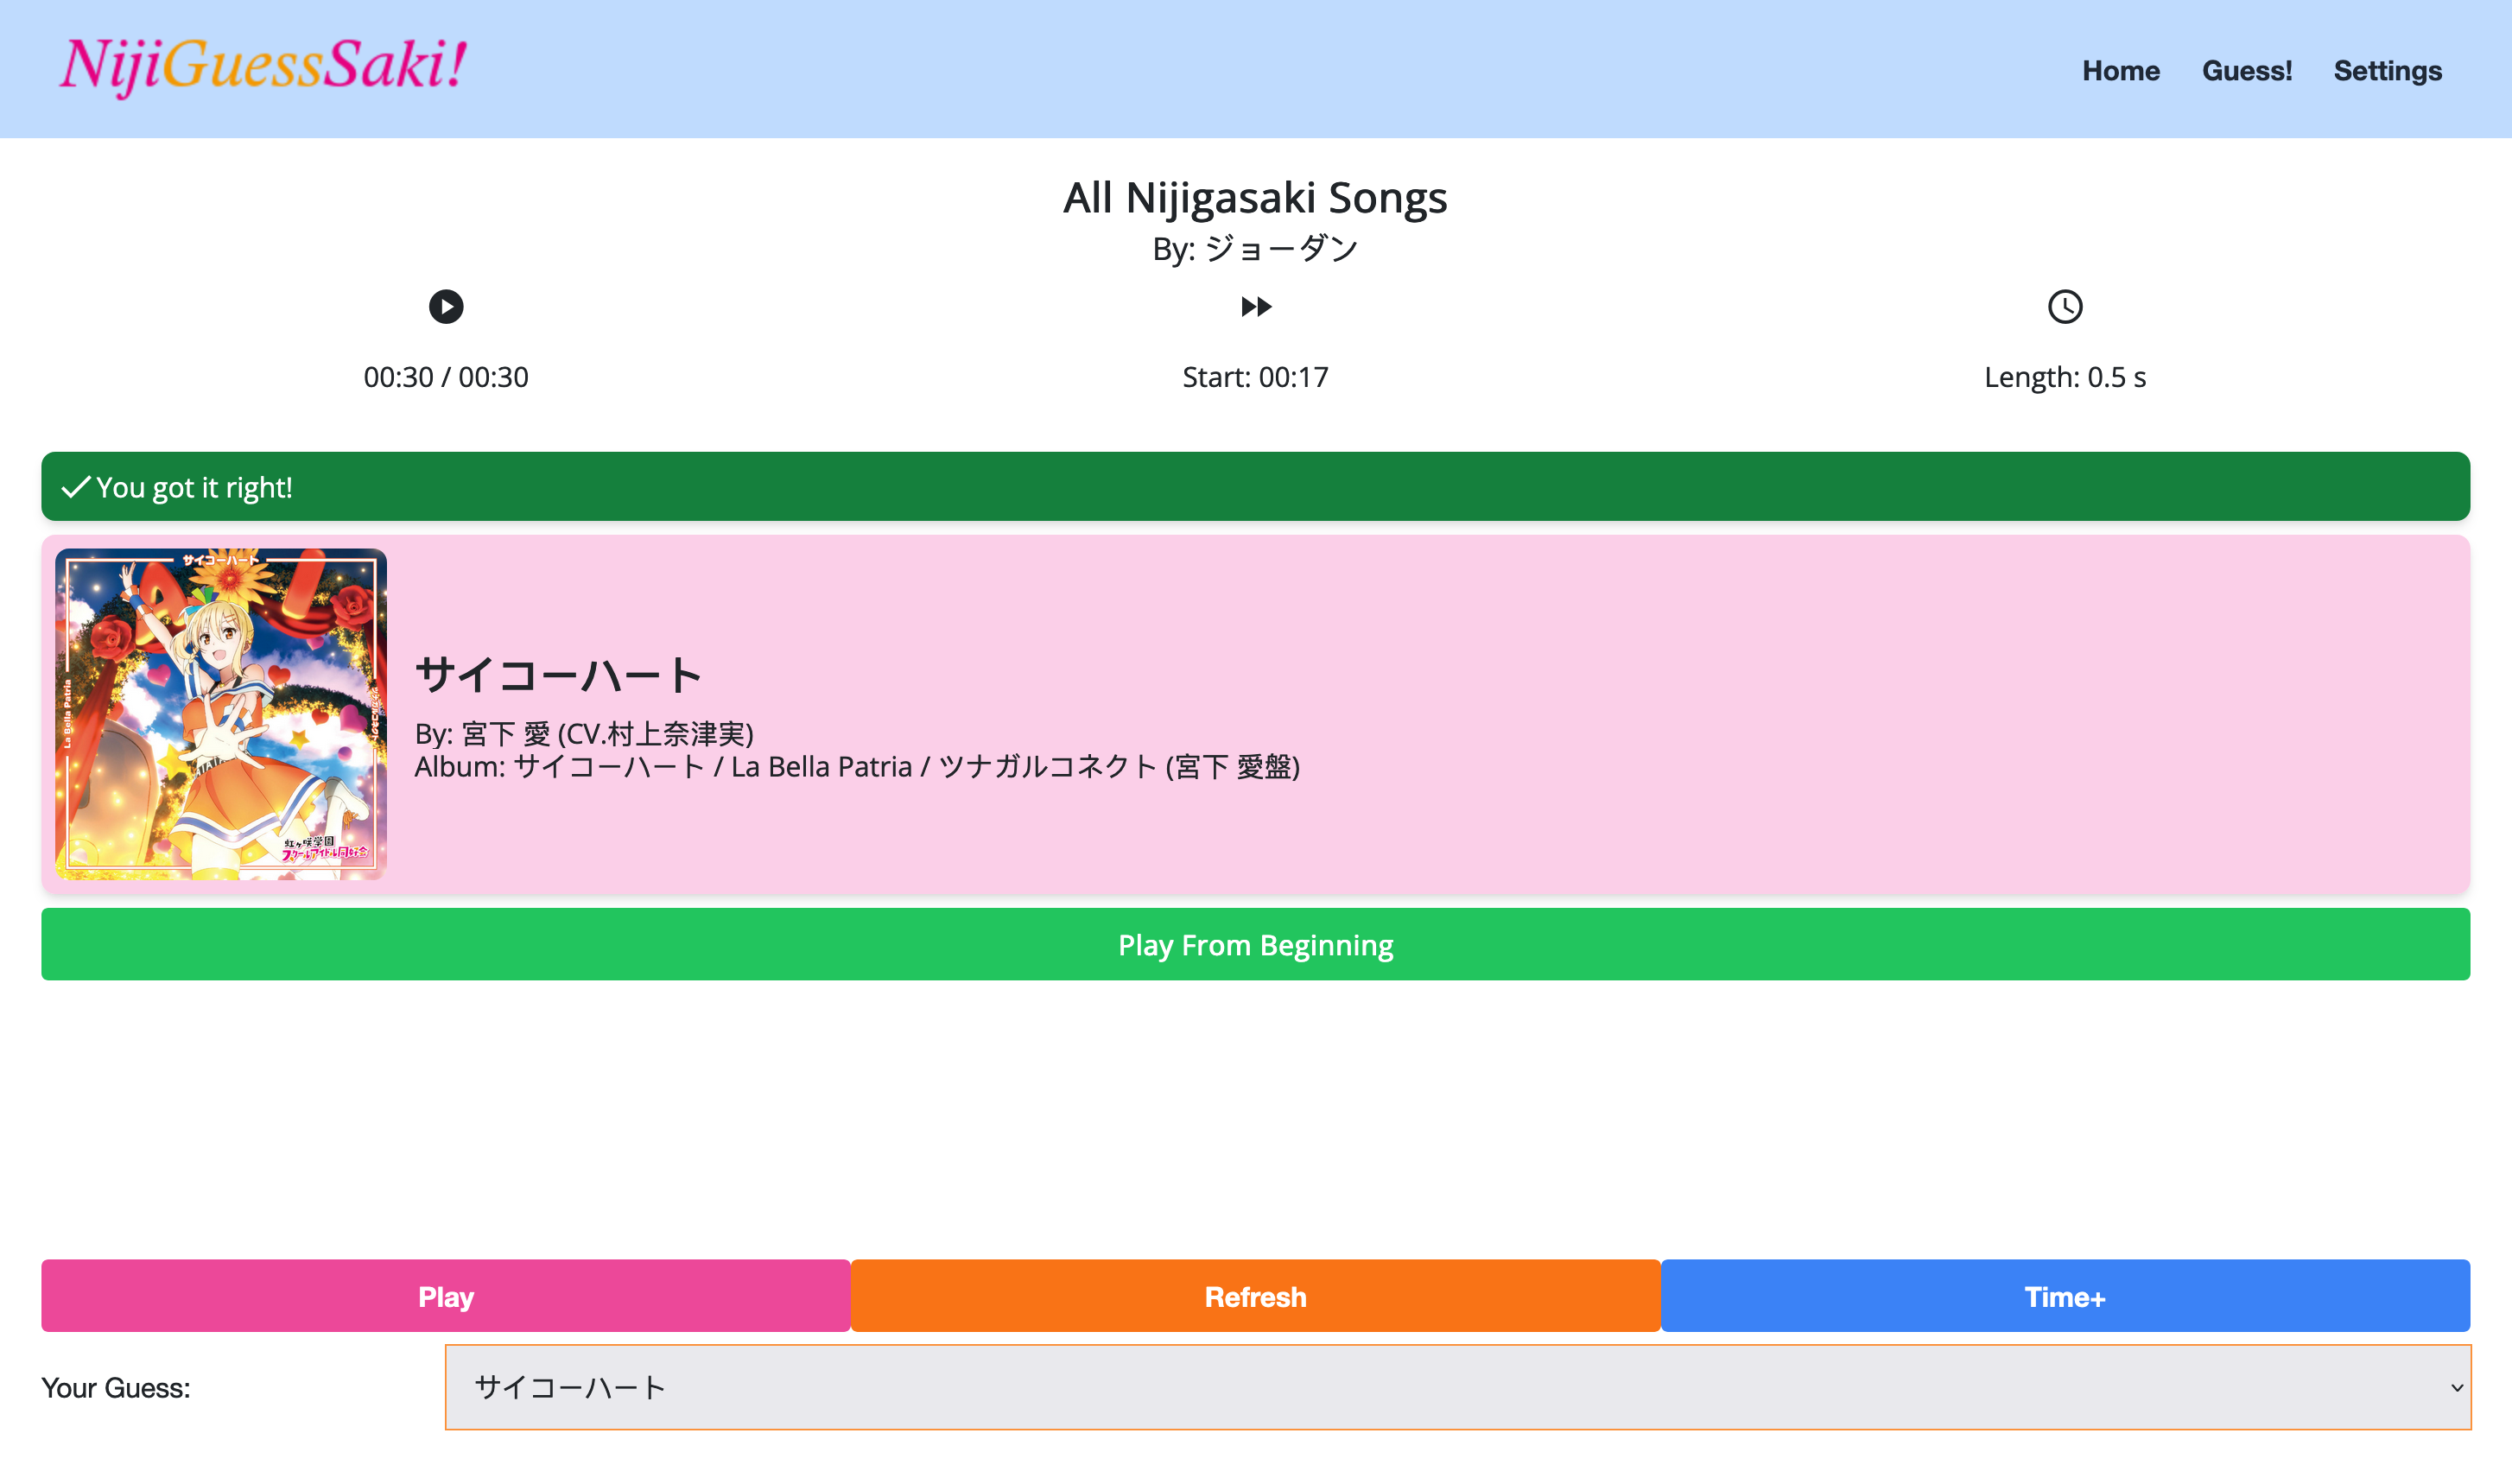 NijiGuessSaki!
Home Guess! Settings
All Nijigasaki Songs
By: ジョーダン
00:30 / 00:30
Start: 00:17
Length: 0.5 s
You got it right!
サイコーハート
La Bella Patria
虹ヶ咲学園
スクールアイドル同好会
サイコーハート
By: 宮下 愛 (CV.村上奈津実)
Album: サイコーハート / La Bella Patria / ツナガルコネクト (宮下 愛盤)
Play From Beginning
Play Refresh Time+
Your Guess: サイコーハート